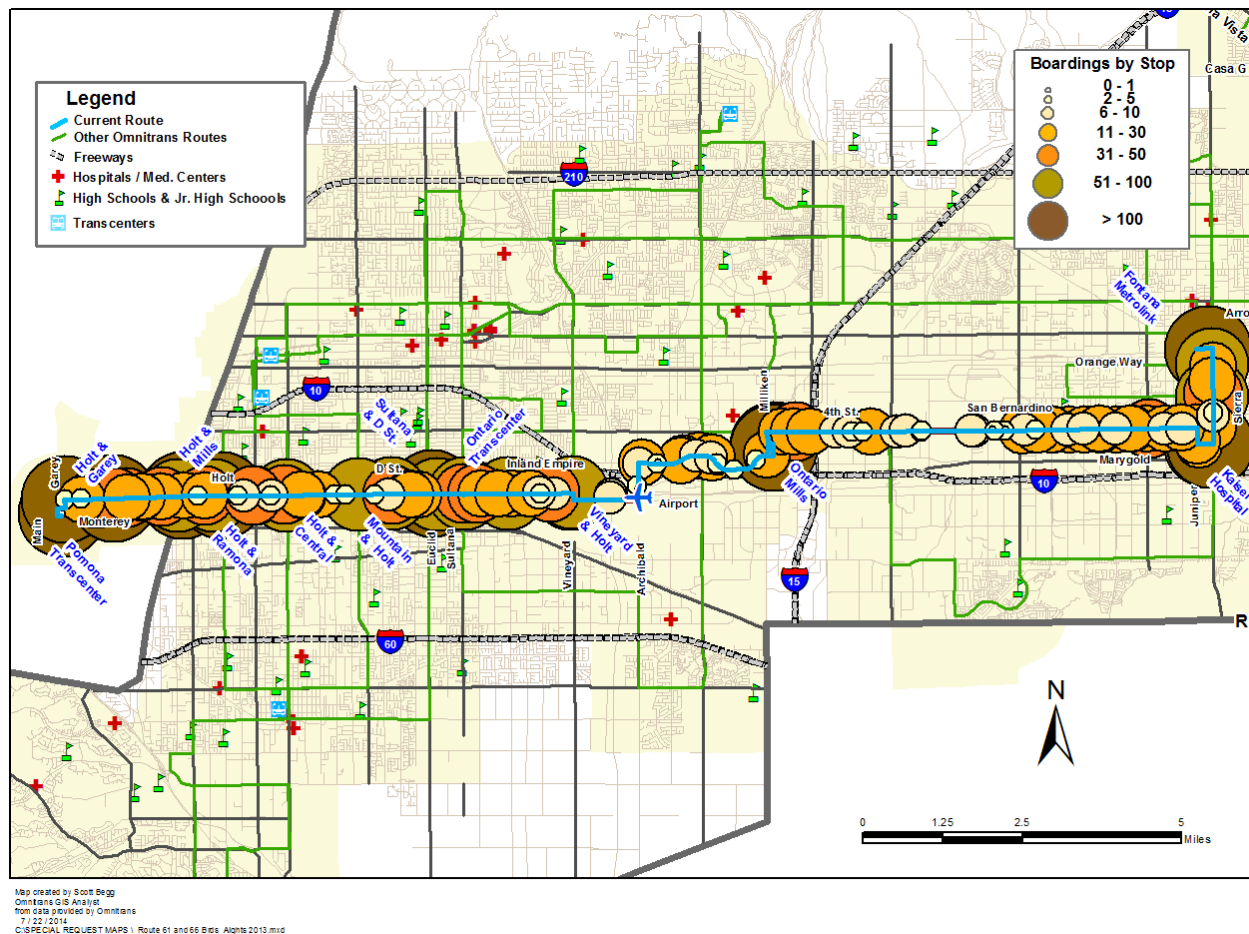 Legend
Current Route
Other Omnitrans Routes
Freeways
Hospitals / Med. Centers
High Schools & Jr. High Schoools
Transcenters
Boardings by Stop
0 - 1
2 - 5
6 - 10
11 - 30
31 - 50
51 - 100
> 100
Casa G
210
10
Fontana
Metrolink
Arro
Orange Way
Milliken
Sultana
& D St.
4th St.
San Bernardino
Sierra
Garey
Holt &
Garey
Holt &
Mills
Ontario
Transcenter
Holt
D St.
Inland Empire
Marygold
Ontario
Mills
10
Kaiser
Hospital
Juniper
Main
Monterey
Pomona
Transcenter
Holt &
Ramona
Holt &
Central
Mountain
& Holt
Euclid
Sultana
Vineyard
Vineyard
& Holt
Airport
Archibald
15
60
R
N
0
1.25
2.5
5
Miles
Map created by Scott Begg
Omnitrans GIS Analyst
from data provided by Omnitrans
7 / 22 / 2014
C:\SPECIAL REQUEST MAPS \ Route 61 and 66 Brds Alghts 2013.mxd